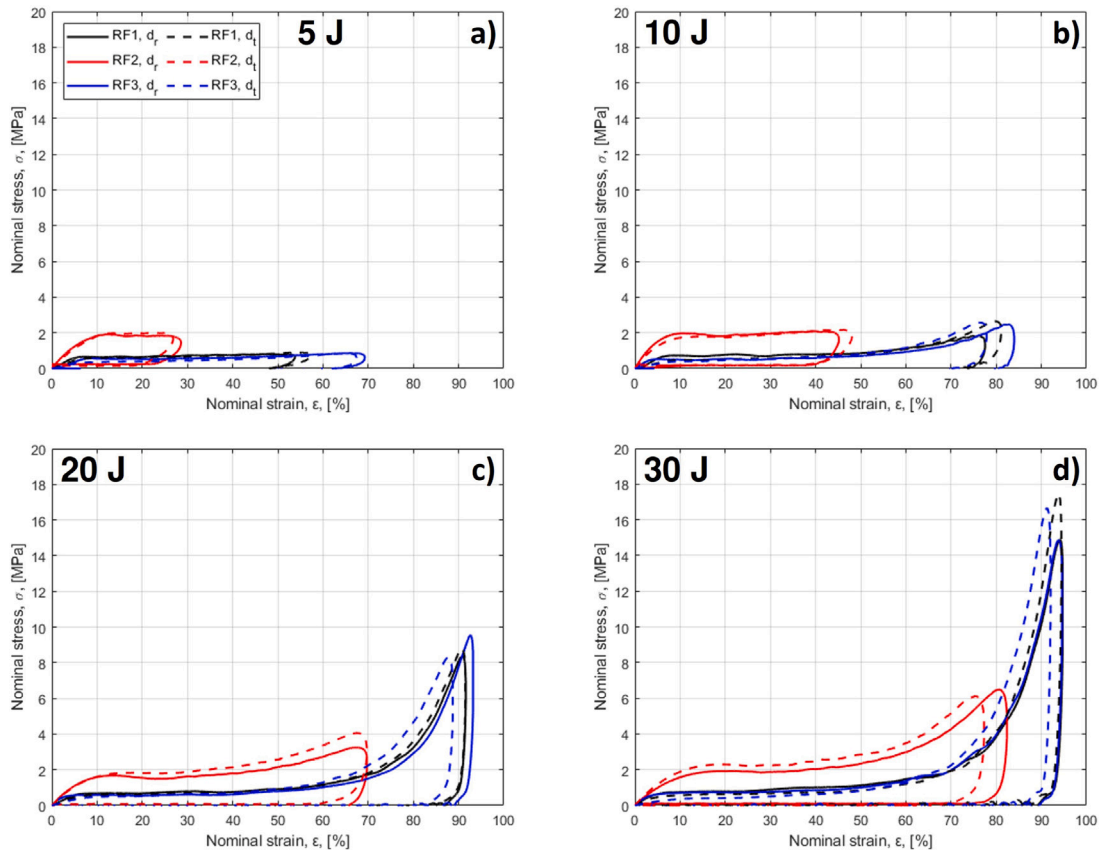 5 J
a)
RF1, d_r
RF1, d_t
RF2, d_r
RF2, d_t
RF3, d_r
RF3, d_t
20
18
16
14
12
10
8
6
4
2
0
Nominal stress, σ, [MPa]
0 10 20 30 40 50 60 70 80 90 100
Nominal strain, ε, [%]
10 J
b)
20
18
16
14
12
10
8
6
4
2
0
Nominal stress, σ, [MPa]
0 10 20 30 40 50 60 70 80 90 100
Nominal strain, ε, [%]
20 J
c)
20
18
16
14
12
10
8
6
4
2
0
Nominal stress, σ, [MPa]
0 10 20 30 40 50 60 70 80 90 100
Nominal strain, ε, [%]
30 J
d)
20
18
16
14
12
10
8
6
4
2
0
Nominal stress, σ, [MPa]
0 10 20 30 40 50 60 70 80 90 100
Nominal strain, ε, [%]